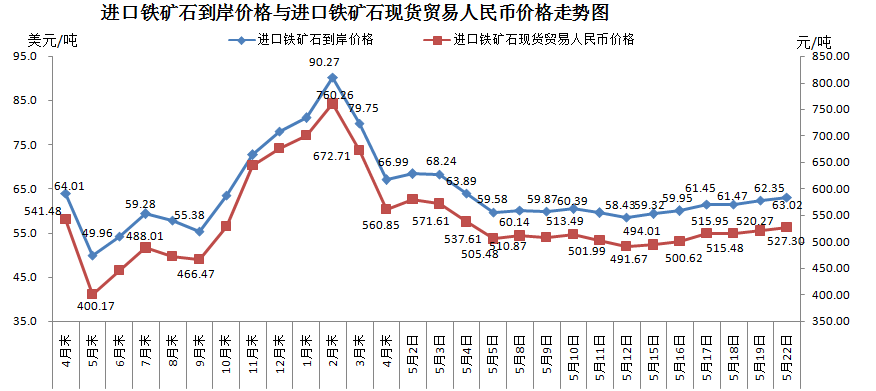 进口铁矿石到岸价格与进口铁矿石现货贸易人民币价格走势图
美元/吨
元/吨
进口铁矿石到岸价格
进口铁矿石现货贸易人民币价格
95.0
85.0
75.0
65.0
55.0
45.0
35.0
850.00
800.00
750.00
700.00
650.00
600.00
550.00
500.00
450.00
400.00
350.00
64.01
49.96
59.28
55.38
90.27
79.75
66.99
68.24
63.89
59.58
60.14
59.87
60.39
58.43
59.32
59.95
61.45
61.47
62.35
63.02
541.48
400.17
488.01
466.47
760.26
672.71
560.85
571.61
537.61
505.48
510.87
513.49
501.99
491.67
494.01
500.62
515.95
515.48
520.27
527.30
4月末
5月末
6月末
7月末
8月末
9月末
10月末
11月末
12月末
1月末
2月末
3月末
4月末
5月2日
5月3日
5月4日
5月5日
5月8日
5月9日
5月10日
5月11日
5月12日
5月15日
5月16日
5月17日
5月18日
5月19日
5月22日